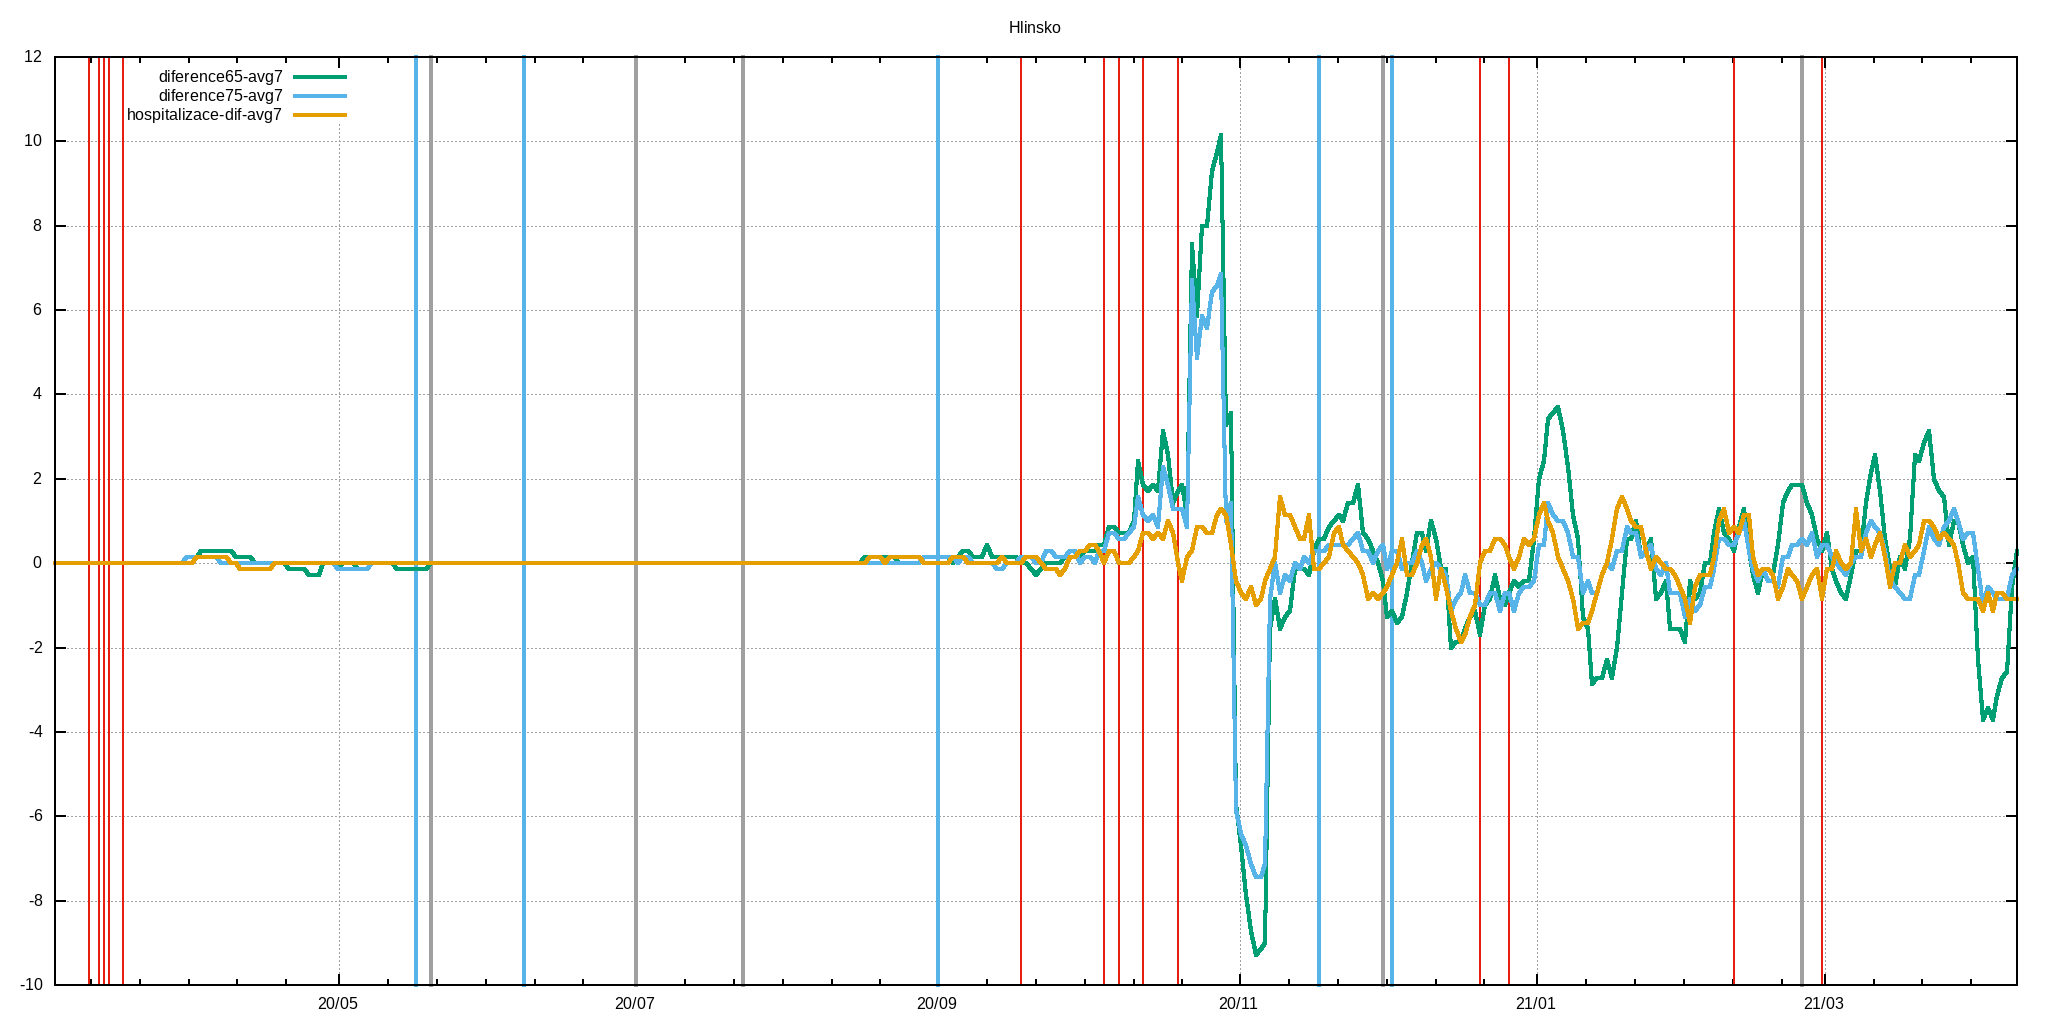 Hlinsko
12
diference65-avg7
diference75-avg7
hospitalizace-dif-avg7
10
8
6
4
2
0
-2
-4
-6
-8
-10
20/05 20/07 20/09 20/11 21/01 21/03